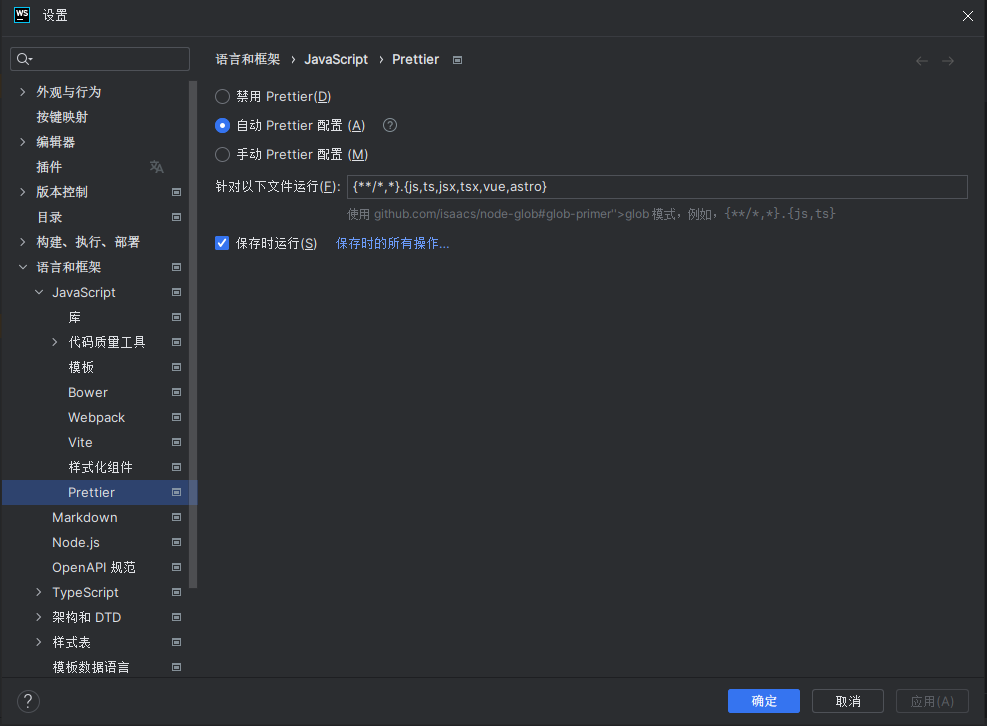 WS 设置
语言和框架 › JavaScript › Prettier
外观与行为
按键映射
编辑器
插件
版本控制
目录
构建、执行、部署
语言和框架
JavaScript
库
代码质量工具
模板
Bower
Webpack
Vite
样式化组件
Prettier
Markdown
Node.js
OpenAPI 规范
TypeScript
架构和 DTD
样式表
模板数据语言
禁用 Prettier(D)
自动 Prettier 配置 (A) ?
手动 Prettier 配置 (M)
针对以下文件运行(F): {**/*,*}.{js,ts,jsx,tsx,vue,astro}
使用 github.com/isaacs/node-glob#glob-primer">glob 模式，例如，{**/*,*}.{js,ts}
保存时运行(S) 保存时的所有操作...
? 确定 取消 应用(A)